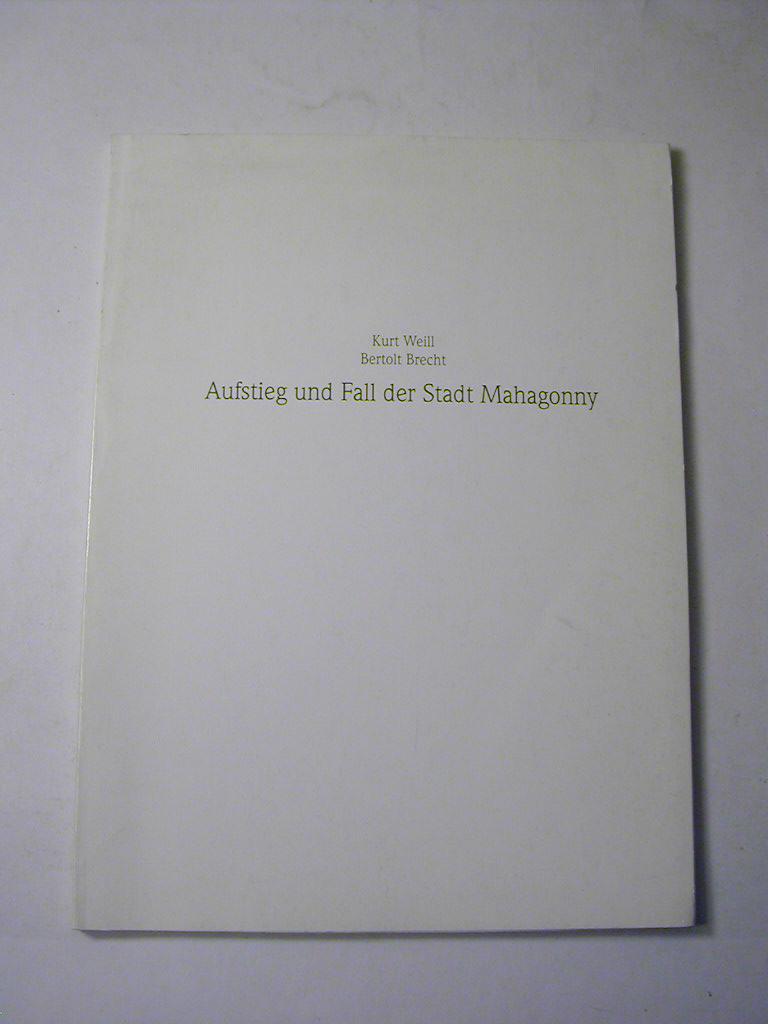 Kurt Weill
Bertolt Brecht
Aufstieg und Fall der Stadt Mahagonny